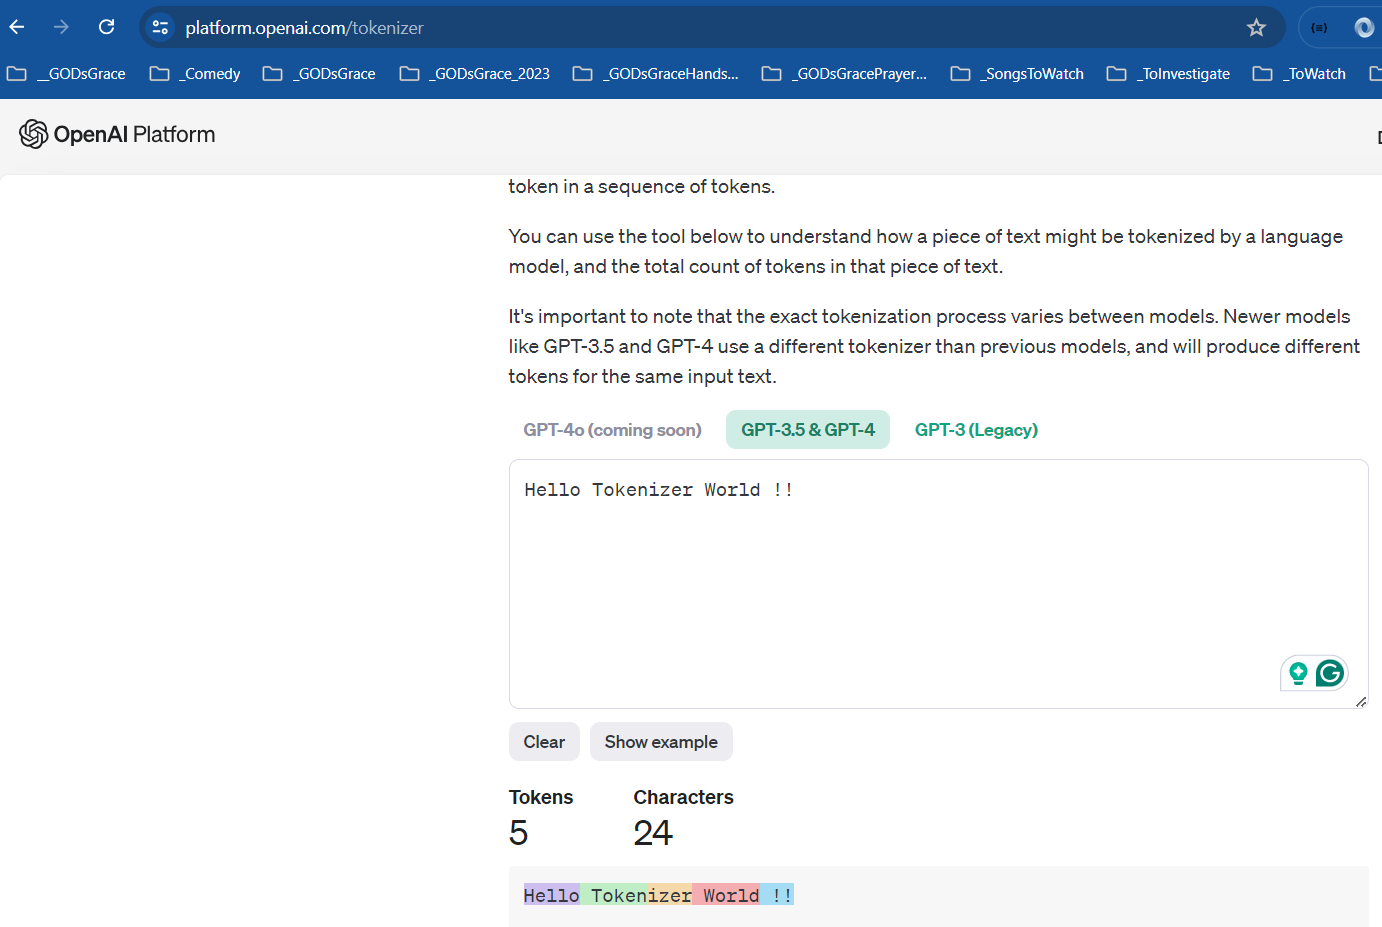 platform.openai.com/tokenizer
__GODsGrace _Comedy _GODsGrace _GODsGrace_2023 _GODsGraceHands... _GODsGracePrayer... _SongsToWatch _ToInvestigate _ToWatch
OpenAI Platform
token in a sequence of tokens.
You can use the tool below to understand how a piece of text might be tokenized by a language
model, and the total count of tokens in that piece of text.
It's important to note that the exact tokenization process varies between models. Newer models
like GPT-3.5 and GPT-4 use a different tokenizer than previous models, and will produce different
tokens for the same input text.
GPT-4o (coming soon) GPT-3.5 & GPT-4 GPT-3 (Legacy)
Hello Tokenizer World !!
Clear Show example
Tokens Characters
5 24
Hello Tokenizer World !!